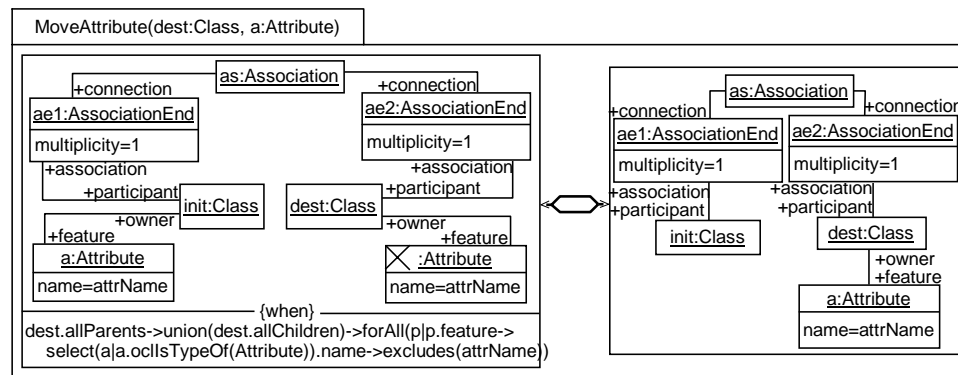 MoveAttribute(dest:Class, a:Attribute)
as:Association
+connection
+connection
ae1:AssociationEnd
multiplicity=1
ae2:AssociationEnd
multiplicity=1
+association
+participant
+association
+participant
init:Class
dest:Class
+owner
+feature
+owner
+feature
a:Attribute
name=attrName
:Attribute
name=attrName
{when}
dest.allParents->union(dest.allChildren)->forAll(p|p.feature->
select(a|a.oclIsTypeOf(Attribute)).name->excludes(attrName))
as:Association
+connection
+connection
ae1:AssociationEnd
multiplicity=1
ae2:AssociationEnd
multiplicity=1
+association
+participant
+association
+participant
init:Class
dest:Class
+owner
+feature
a:Attribute
name=attrName